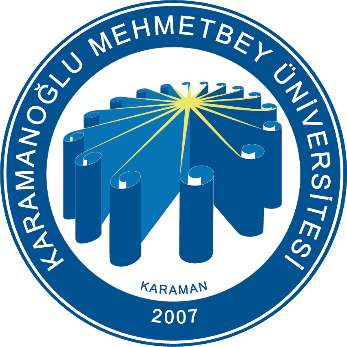 KARAMANOĞLU MEHMETBEY ÜNİVERSİTESİ
KARAMAN
2007